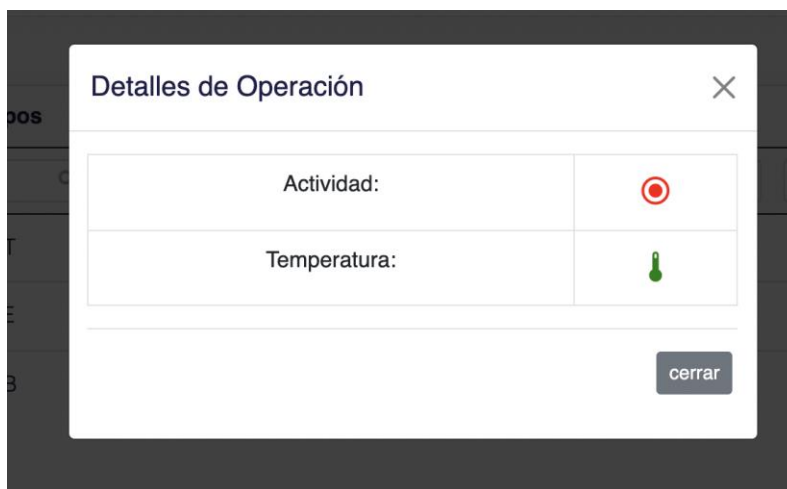 Detalles de Operación
pos
Actividad:
T
Temperatura:
E
B
cerrar